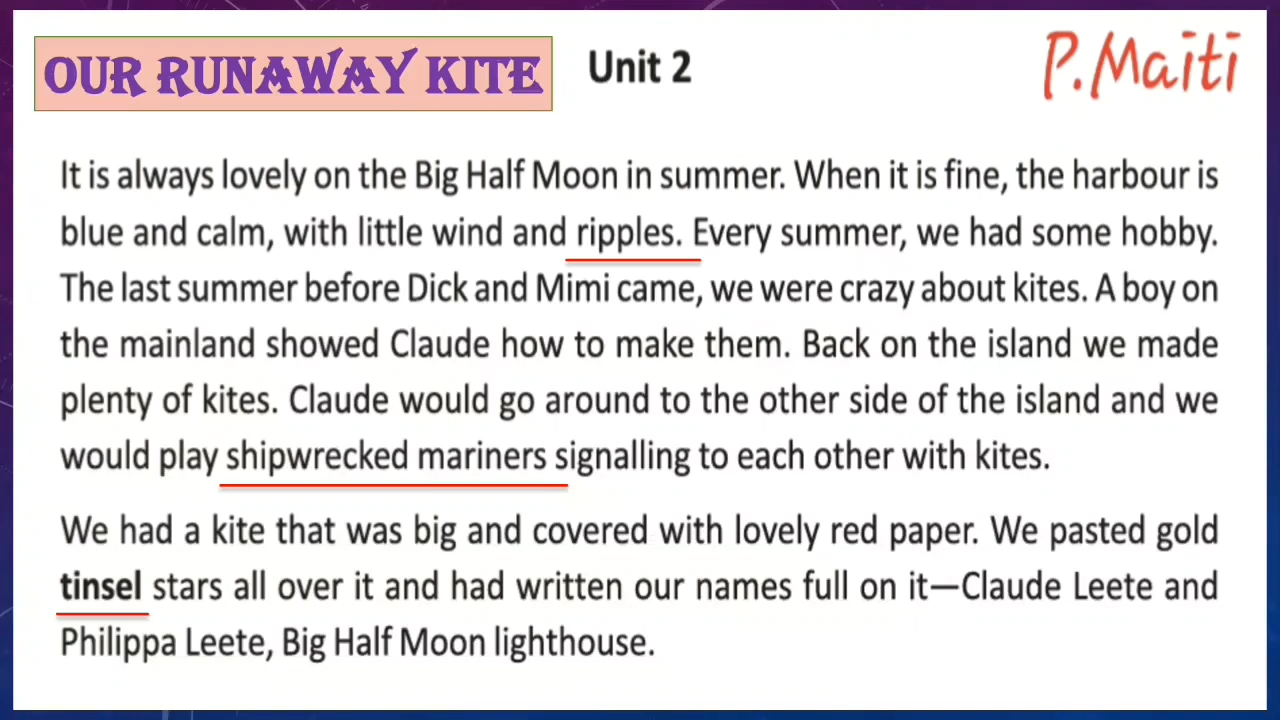 OUR RUNAWAY KITE
Unit 2
P.Maiti
It is always lovely on the Big Half Moon in summer. When it is fine, the harbour is
blue and calm, with little wind and ripples. Every summer, we had some hobby.
The last summer before Dick and Mimi came, we were crazy about kites. A boy on
the mainland showed Claude how to make them. Back on the island we made
plenty of kites. Claude would go around to the other side of the island and we
would play shipwrecked mariners signalling to each other with kites.
We had a kite that was big and covered with lovely red paper. We pasted gold
tinsel stars all over it and had written our names full on it—Claude Leete and
Philippa Leete, Big Half Moon lighthouse.